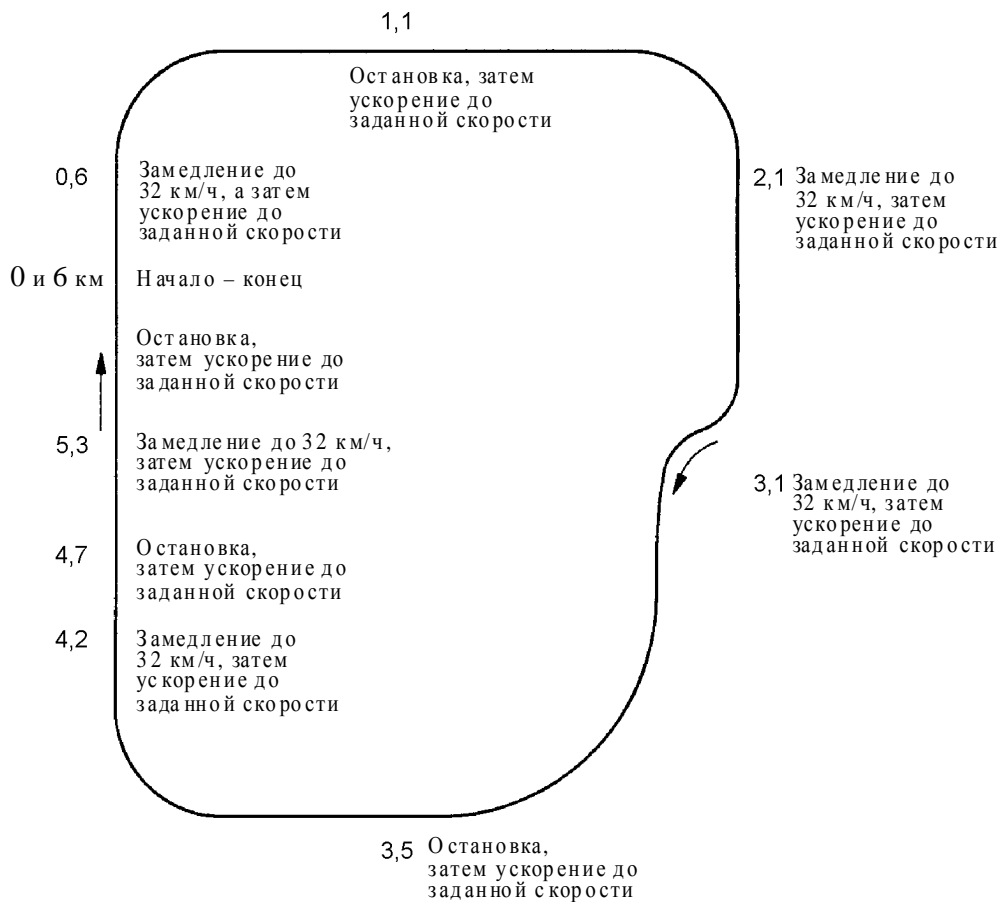 1,1
Остановка, затем
ускорение до
заданной скорости
0,6
Замедление до
32 км/ч, а затем
ускорение до
заданной скорости
2,1
Замедление до
32 км/ч, затем
ускорение до
заданной скорости
0 и 6 км
Начало – конец
Остановка,
затем ускорение до
заданной скорости
5,3
Замедление до 32 км/ч,
затем ускорение до
заданной скорости
3,1
Замедление до
32 км/ч, затем
ускорение до
заданной скорости
4,7
Остановка,
затем ускорение до
заданной скорости
4,2
Замедление до
32 км/ч, затем
ускорение до
заданной скорости
3,5
Остановка,
затем ускорение до
заданной скорости